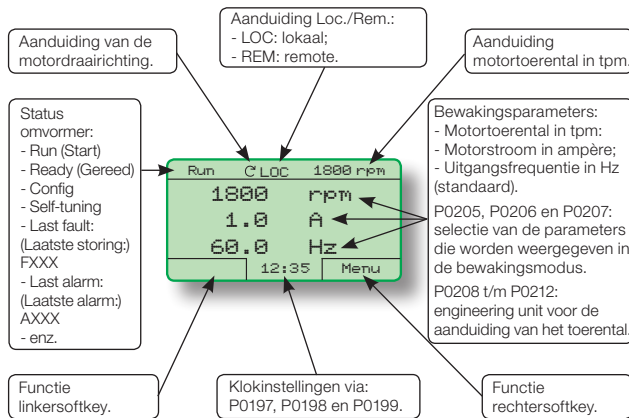 Aanduiding van de
motordraairichting.
Aanduiding Loc./Rem.:
- LOC: lokaal;
- REM: remote.
Aanduiding
motortoerental in tpm.
Status
omvormer:
- Run (Start)
- Ready (Gereed)
- Config
- Self-tuning
- Last fault:
(Laatste storing:)
FXXX
- Last alarm:
(Laatste alarm:)
AXXX
- enz.
Run LOC 1800 rpm
1800 rpm
1.0 A
60.0 Hz
12:35 Menu
Bewakingsparameters:
- Motortoerental in tpm:
- Motorstroom in ampère;
- Uitgangsfrequentie in Hz
(standaard).
P0205, P0206 en P0207:
selectie van de parameters
die worden weergegeven in
de bewakingsmodus.
P0208 t/m P0212:
engineering unit voor de
aanduiding van het toerental.
Functie
linkersoftkey.
Klokinstellingen via:
P0197, P0198 en P0199.
Functie
rechtersoftkey.